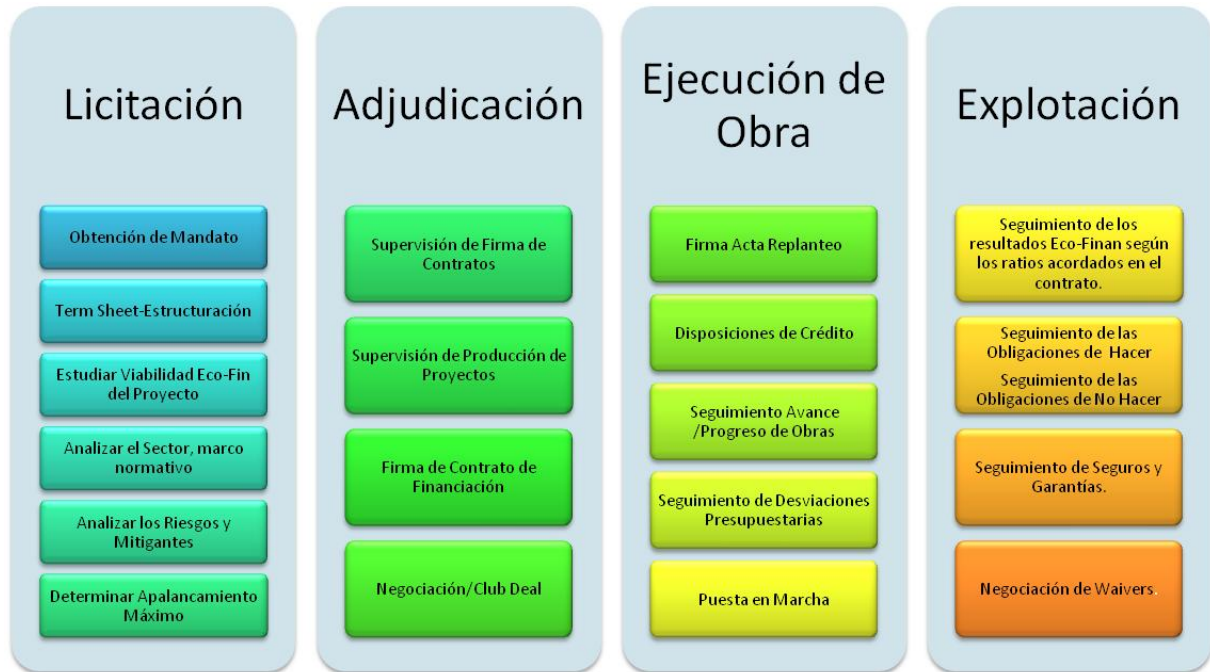 Licitación
Obtención de Mandato
Term Sheet-Estructuración
Estudiar Viabilidad Eco-Fin
del Proyecto
Analizar el Sector, marco
normativo
Analizar los Riesgos y
Mitigantes
Determinar Apalancamiento
Máximo
Adjudicación
Supervisión de Firma de
Contratos
Supervisión de Producción de
Proyectos
Firma de Contrato de
Financiación
Negociación/Club Deal
Ejecución de
Obra
Firma Acta Replanteo
Disposiciones de Crédito
Seguimiento Avance
/Progreso de Obras
Seguimiento de Desviaciones
Presupuestarias
Puesta en Marcha
Explotación
Seguimiento de los
resultados Eco-Finan según
los ratios acordados en el
contrato.
Seguimiento de las
Obligaciones de Hacer
Seguimiento de las
Obligaciones de No Hacer
Seguimiento de Seguros y
Garantías.
Negociación de Waivers.